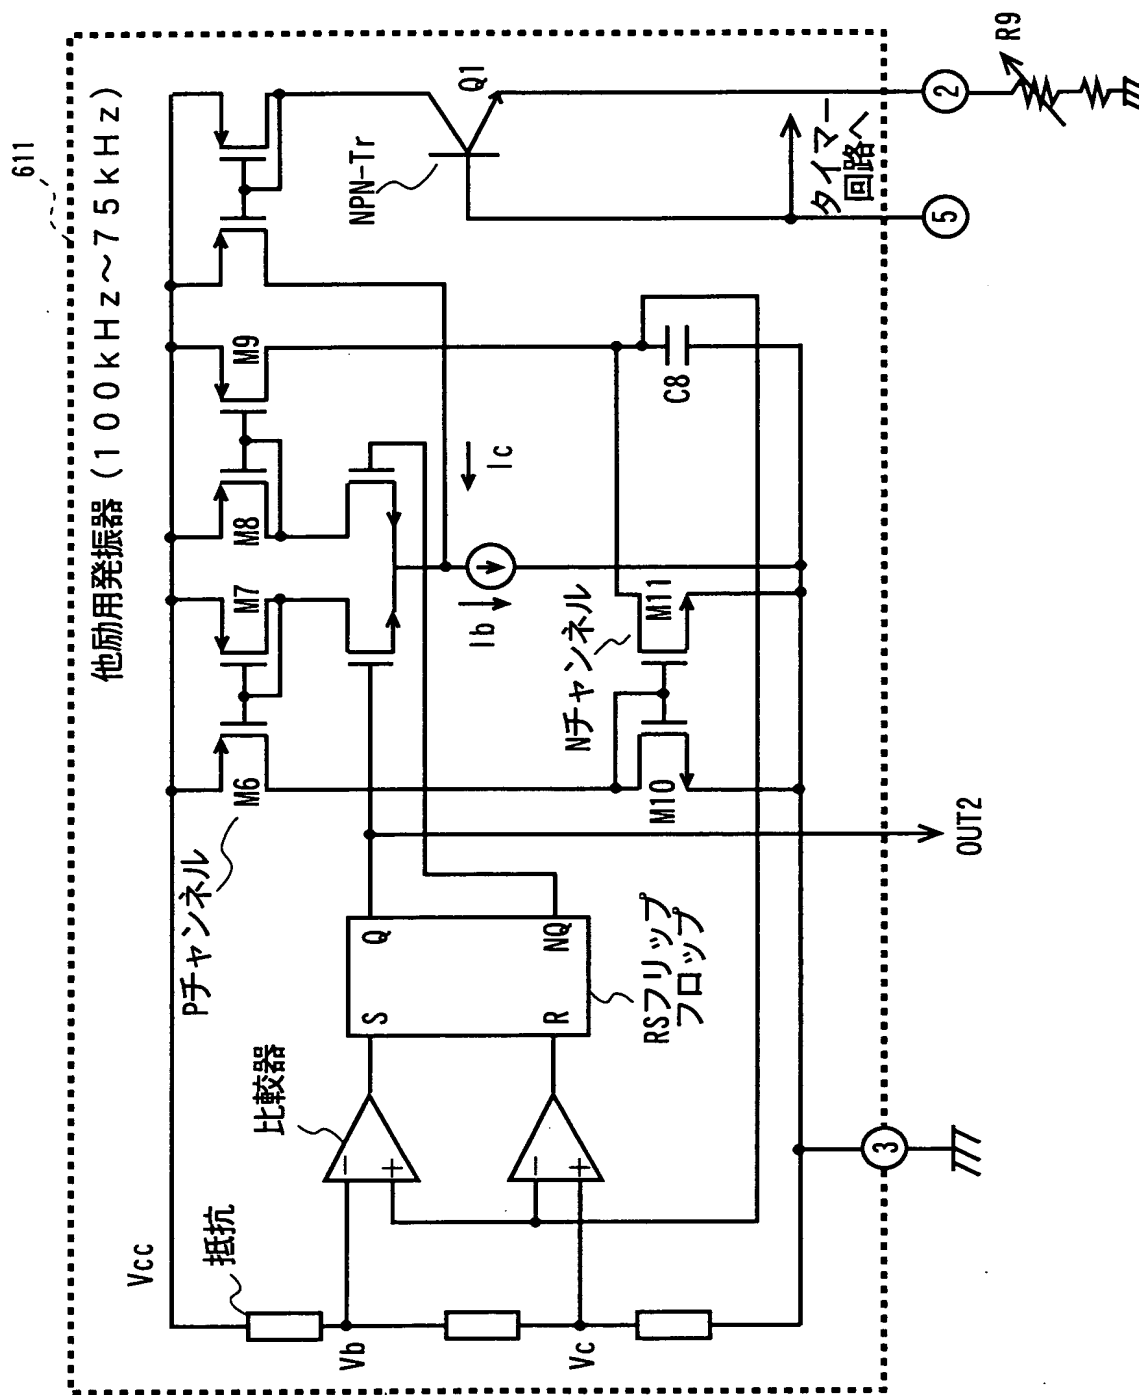 611
他励用発振器（１００ｋＨｚ～７５ｋＨｚ）
Vcc
抵抗
Vb
Vc
比較器
－
＋
－
＋
S
Q
R
NQ
RSフリップ
フロップ
Pチャンネル
M6
M7
M8
M9
Ib
Ic
Nチャンネル
M10
M11
C8
NPN-Tr
Q1
タイマー
回路へ
OUT2
3
5
2
R9